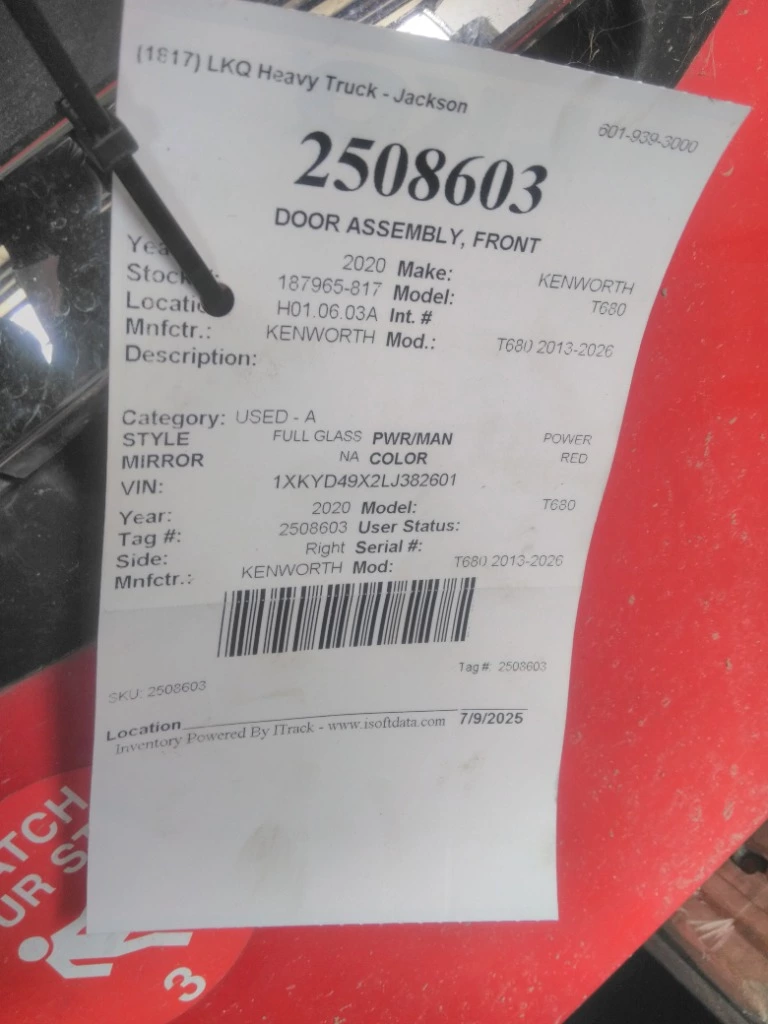 (1817) LKQ Heavy Truck - Jackson
601-939-3000
2508603
DOOR ASSEMBLY, FRONT
2020 Make: KENWORTH
187965-817 Model: T680
H01.06.03A Int. #
Mnfctr.: KENWORTH Mod.: T680 2013-2026
Description:
Category: USED - A
STYLE FULL GLASS PWR/MAN POWER
MIRROR NA COLOR RED
VIN: 1XKYD49X2LJ382601
Year: 2020 Model: T680
Tag #: 2508603 User Status:
Side: Right Serial #:
Mnfctr.: KENWORTH Mod: T680 2013-2026
Tag # 2508603
SKU: 2508603
Location 7/9/2025
Inventory Powered By ITrack - www.isoftdata.com
3